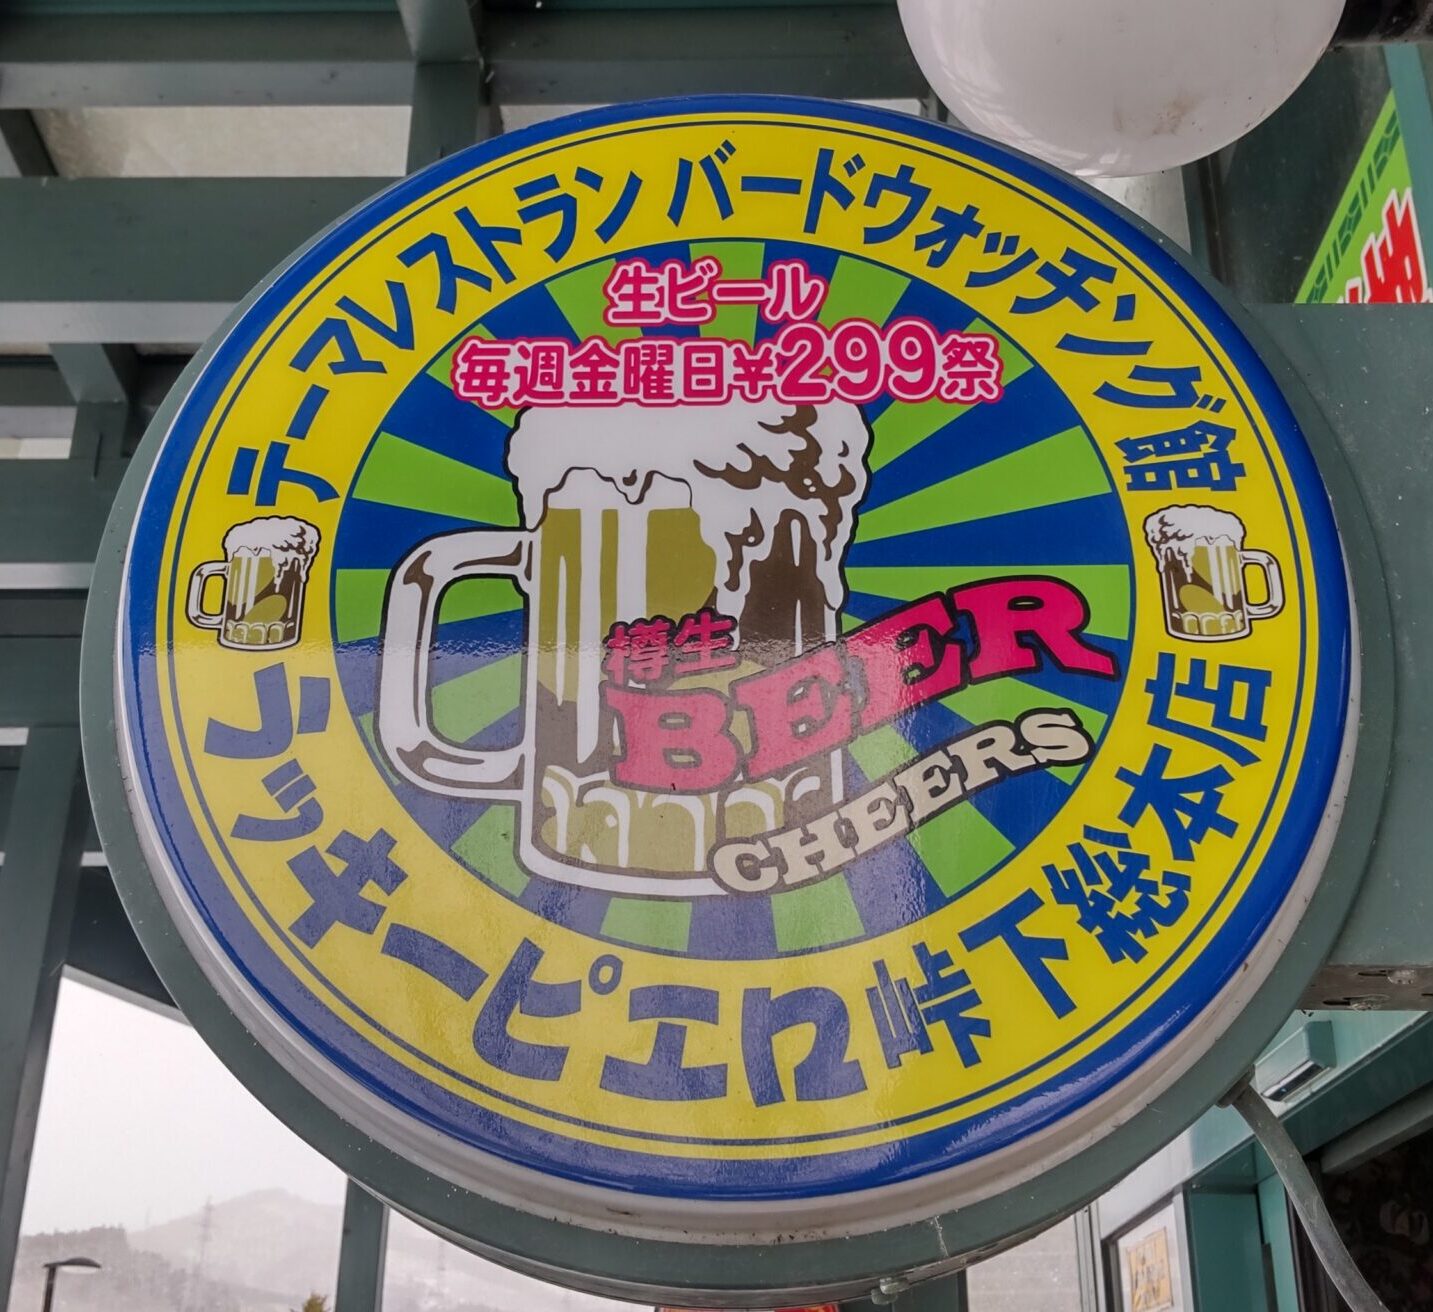 テーマレストラン バードウォッチング館
生ビール
毎週金曜日¥299祭
樽生
BEER
CHEERS
ラッキーピエロ 峠下総本店